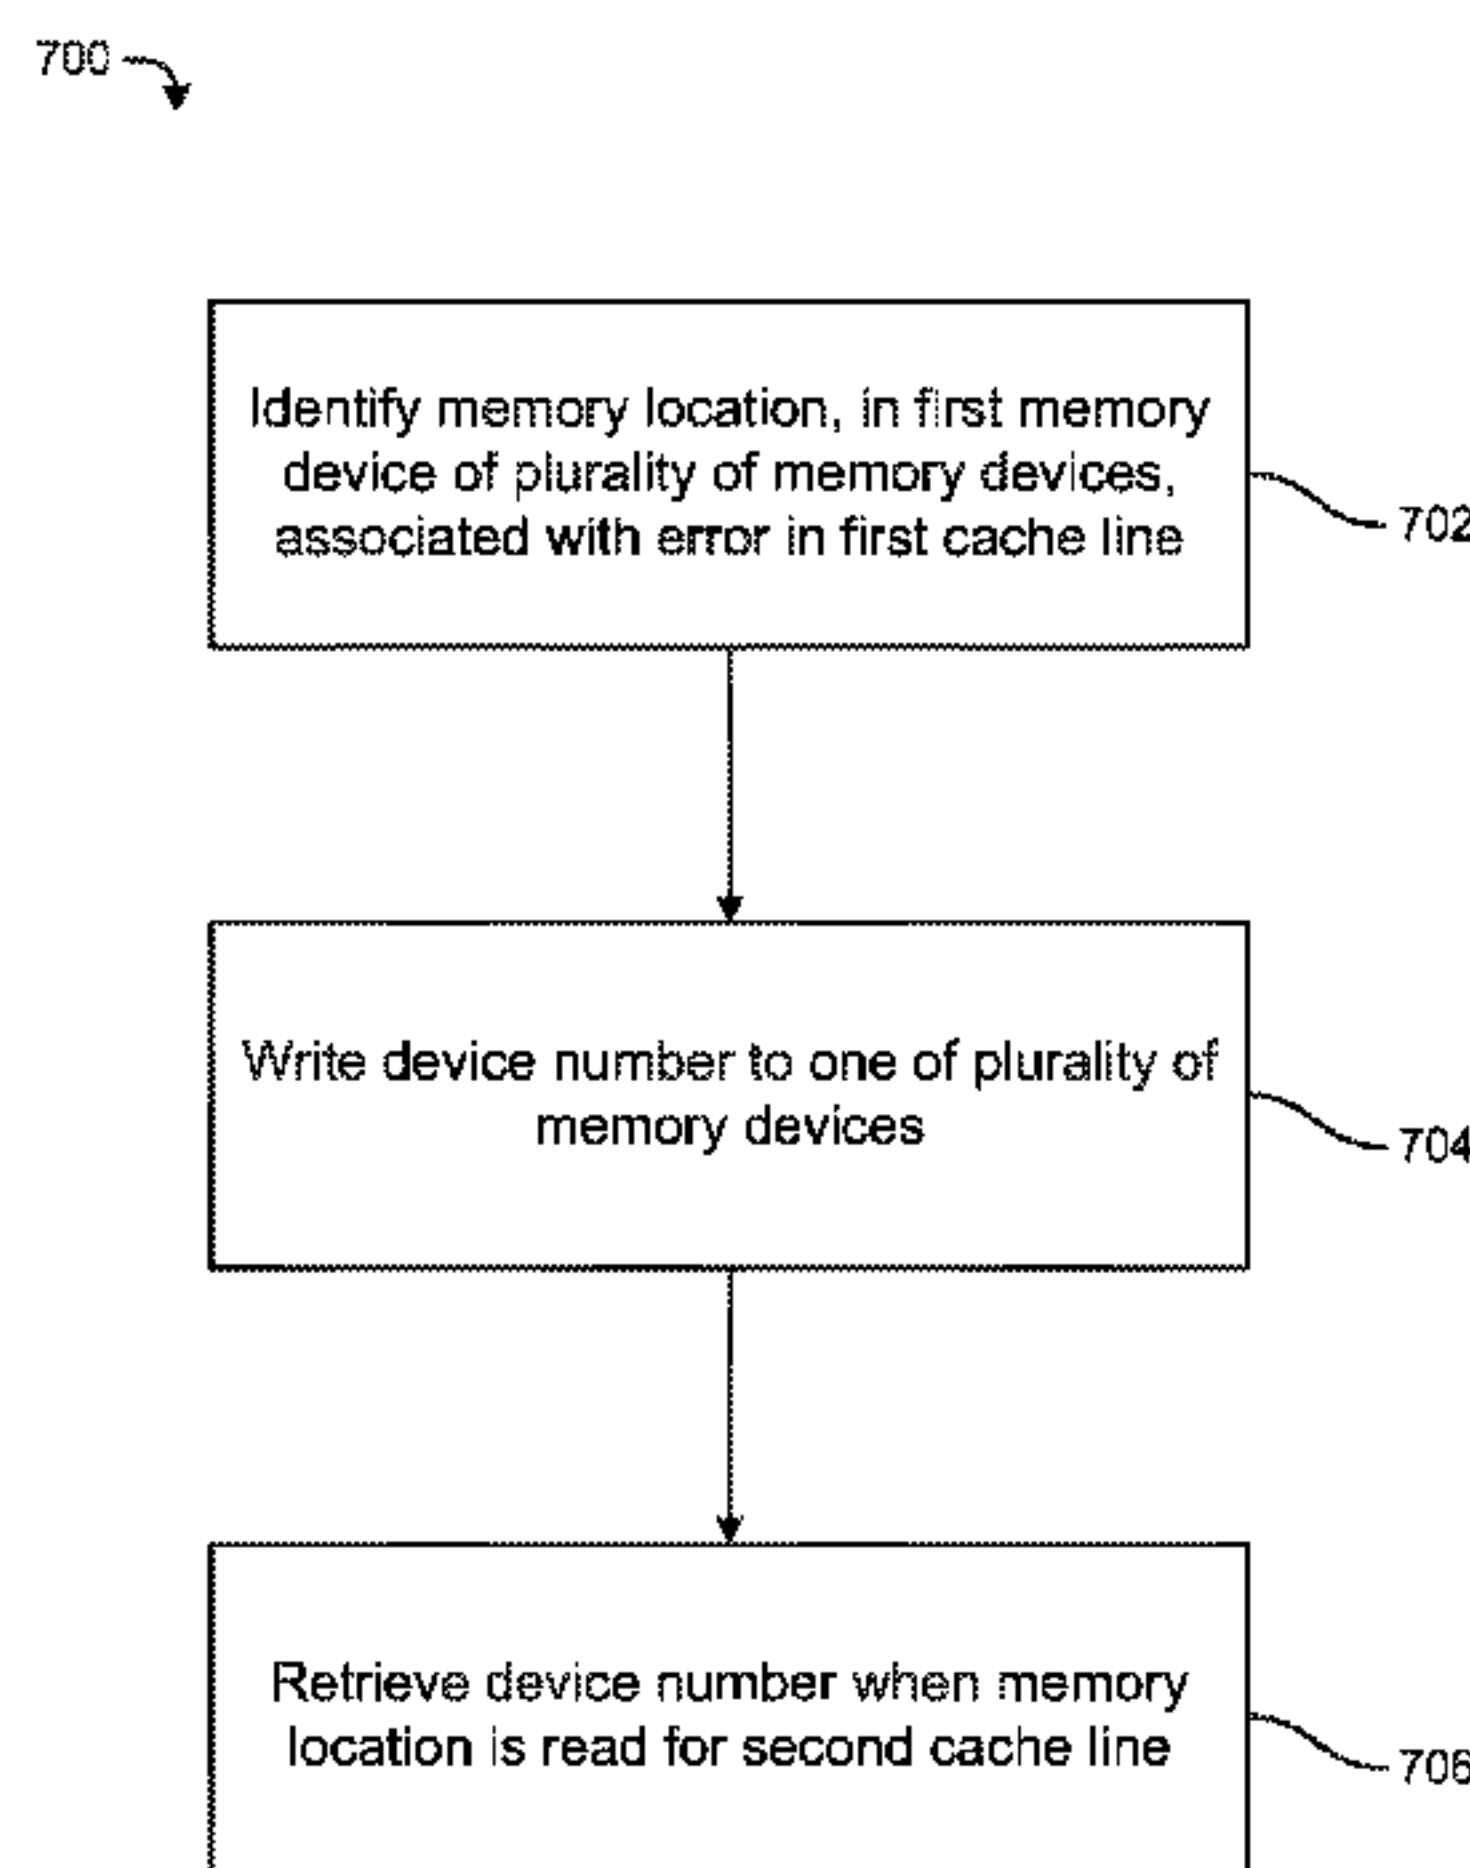 700
Identify memory location, in first memory
device of plurality of memory devices,
associated with error in first cache line
702
Write device number to one of plurality of
memory devices
704
Retrieve device number when memory
location is read for second cache line
706